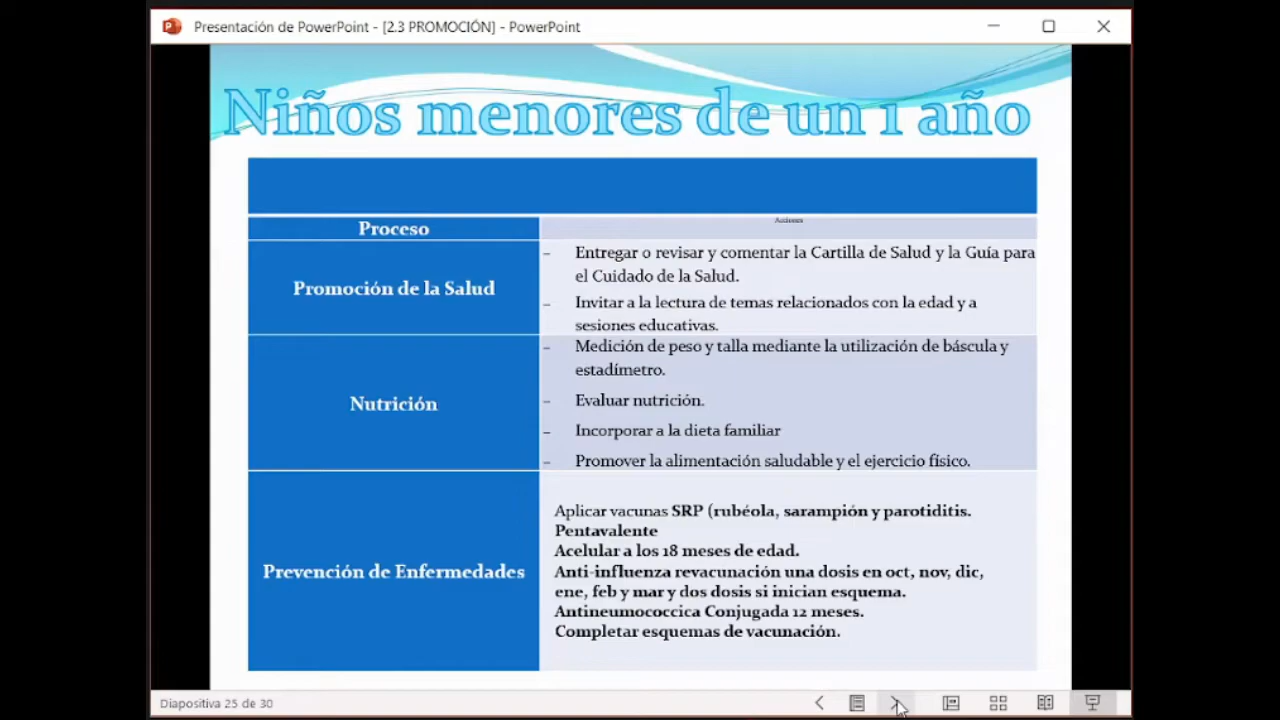 Presentación de PowerPoint - [2.3 PROMOCIÓN] - PowerPoint
Niños menores de un 1 año
Proceso
Acciones
Promoción de la Salud
– Entregar o revisar y comentar la Cartilla de Salud y la Guía para
el Cuidado de la Salud.
– Invitar a la lectura de temas relacionados con la edad y a
sesiones educativas.
Nutrición
– Medición de peso y talla mediante la utilización de báscula y
estadímetro.
– Evaluar nutrición.
– Incorporar a la dieta familiar
– Promover la alimentación saludable y el ejercicio físico.
Prevención de Enfermedades
Aplicar vacunas SRP (rubéola, sarampión y parotiditis.
Pentavalente
Acelular a los 18 meses de edad.
Anti-influenza revacunación una dosis en oct, nov, dic,
ene, feb y mar y dos dosis si inician esquema.
Antineumococcica Conjugada 12 meses.
Completar esquemas de vacunación.
Diapositiva 25 de 30